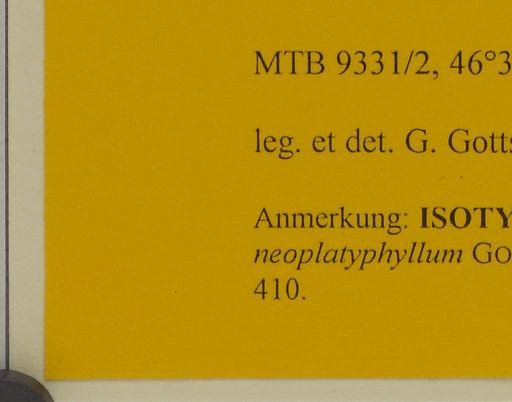 MTB 9331/2, 46°3
leg. et det. G. Gotts
Anmerkung: ISOTY
neoplatyphyllum GO
410.